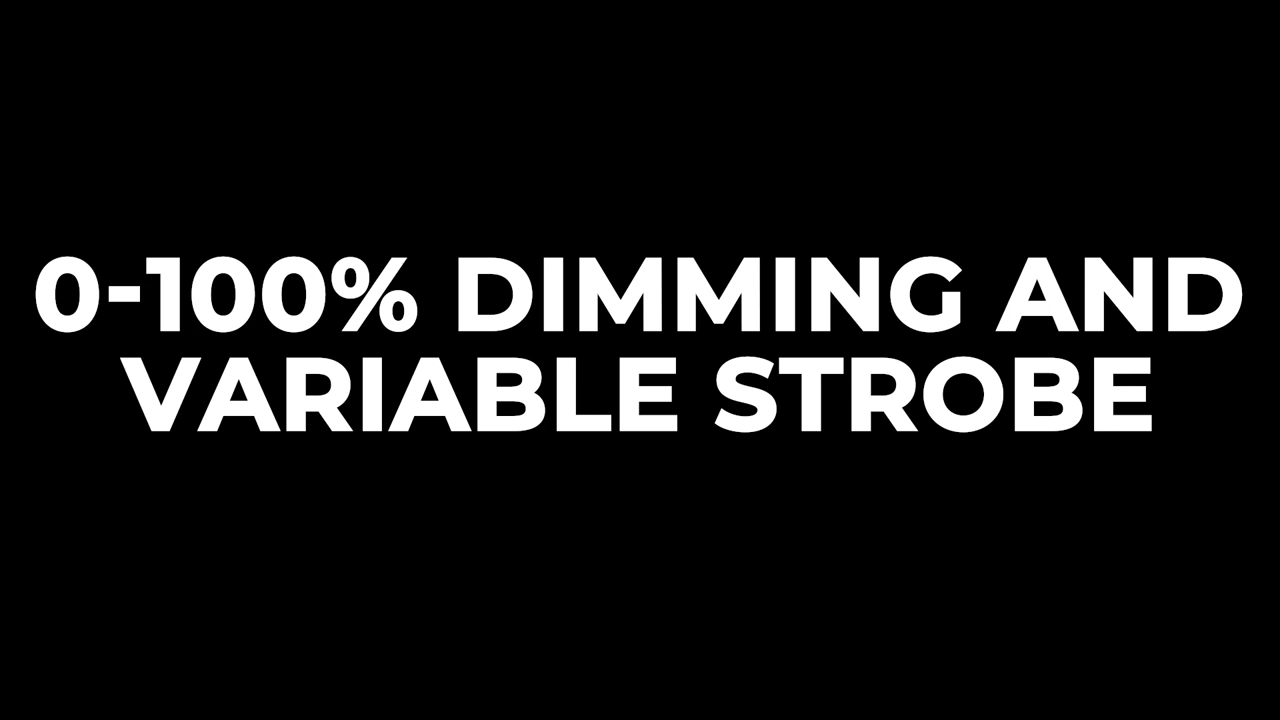 0-100% DIMMING AND
VARIABLE STROBE